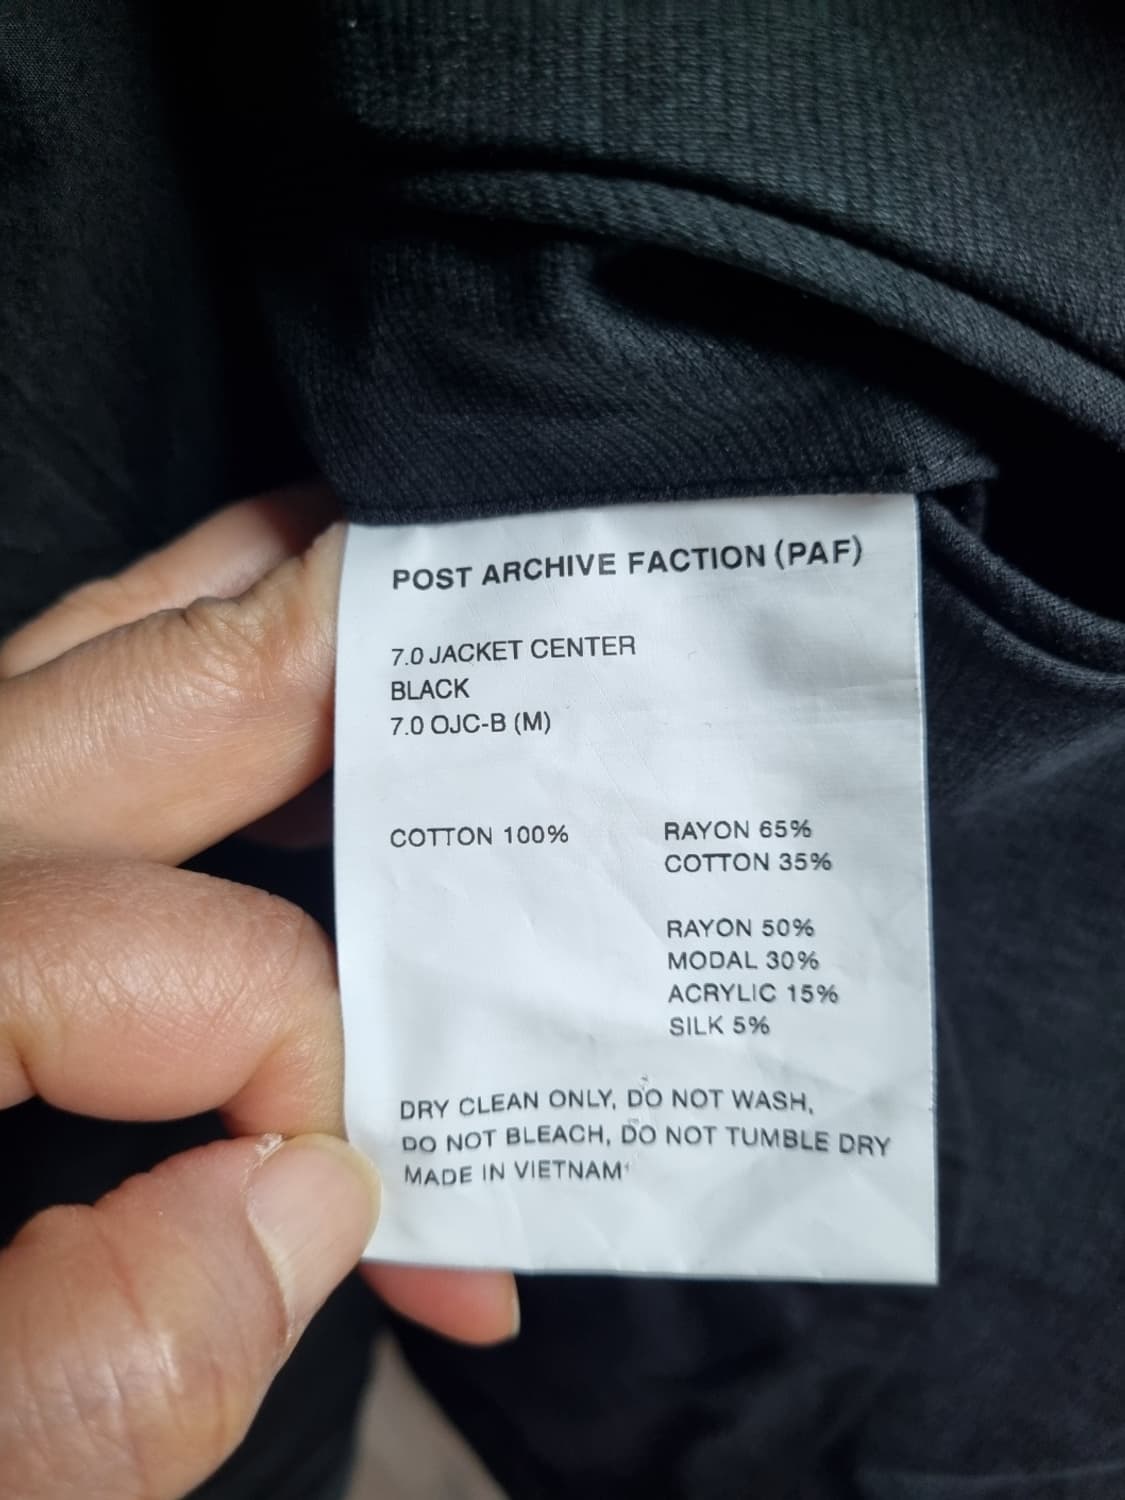 POST ARCHIVE FACTION (PAF)
7.0 JACKET CENTER
BLACK
7.0 OJC-B (M)
COTTON 100%
RAYON 65%
COTTON 35%
RAYON 50%
MODAL 30%
ACRYLIC 15%
SILK 5%
DRY CLEAN ONLY, DO NOT WASH,
DO NOT BLEACH, DO NOT TUMBLE DRY
MADE IN VIETNAM